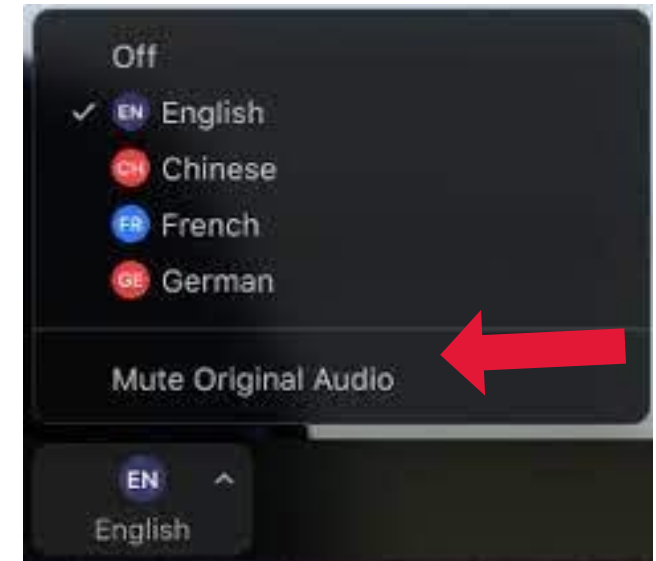 Off
EN English
CH Chinese
FR French
GE German
Mute Original Audio
EN
English